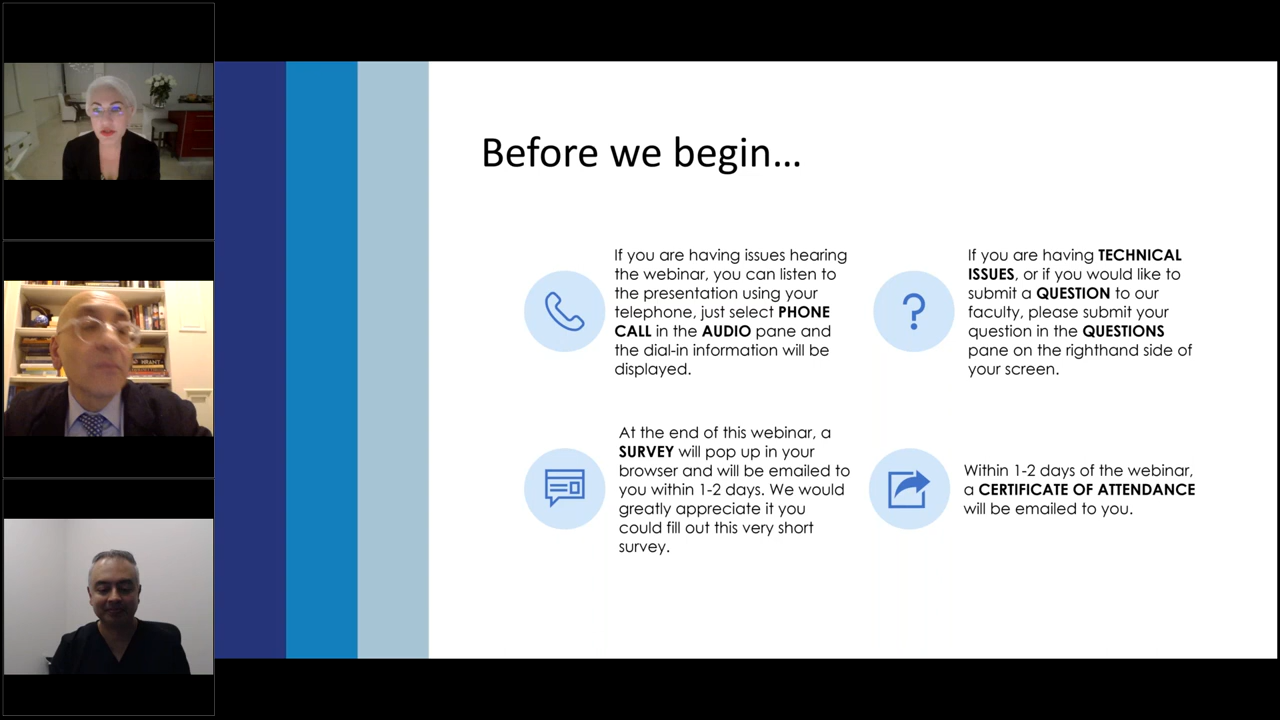 Before we begin...
If you are having issues hearing
the webinar, you can listen to
the presentation using your
telephone, just select PHONE
CALL in the AUDIO pane and
the dial-in information will be
displayed.
If you are having TECHNICAL
ISSUES, or if you would like to
submit a QUESTION to our
faculty, please submit your
question in the QUESTIONS
pane on the righthand side of
your screen.
At the end of this webinar, a
SURVEY will pop up in your
browser and will be emailed to
you within 1-2 days. We would
greatly appreciate it you
could fill out this very short
survey.
Within 1-2 days of the webinar,
a CERTIFICATE OF ATTENDANCE
will be emailed to you.